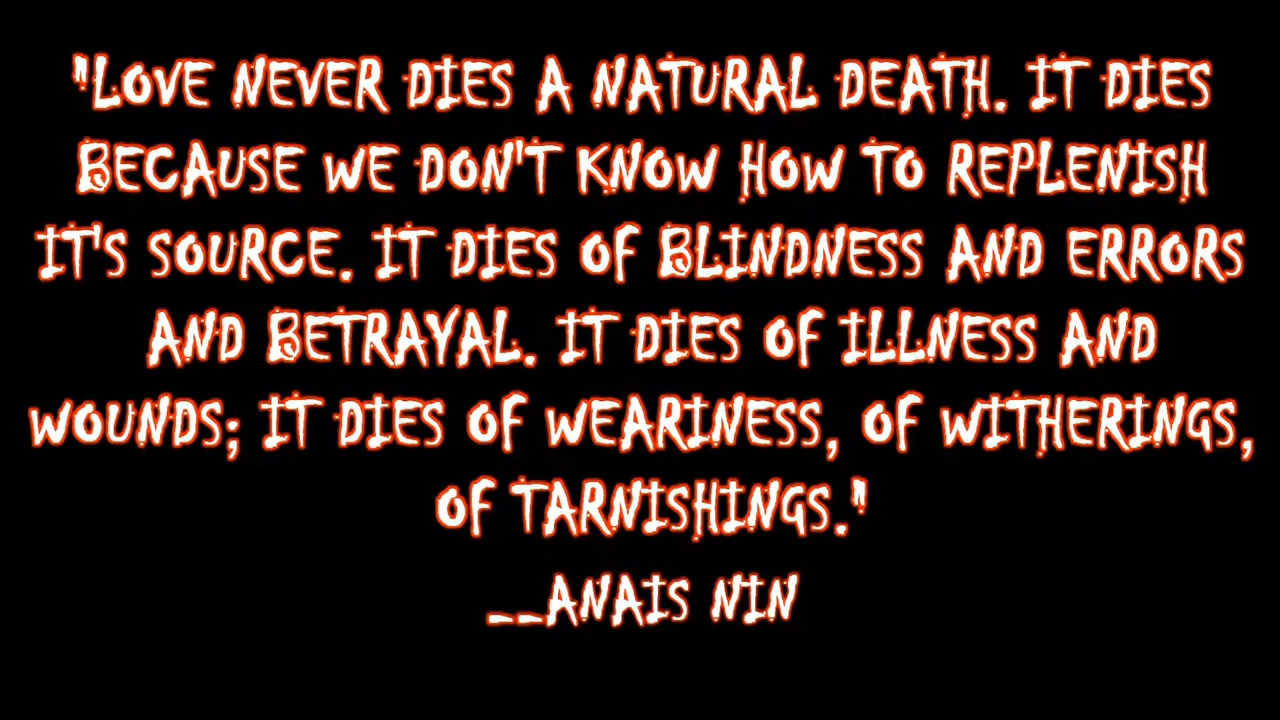 "LOVE NEVER DIES A NATURAL DEATH. IT DIES
BECAUSE WE DON'T KNOW HOW TO REPLENISH
IT'S SOURCE. IT DIES OF BLINDNESS AND ERRORS
AND BETRAYAL. IT DIES OF ILLNESS AND
WOUNDS; IT DIES OF WEARINESS, OF WITHERINGS,
OF TARNISHINGS."
__ANAIS NIN